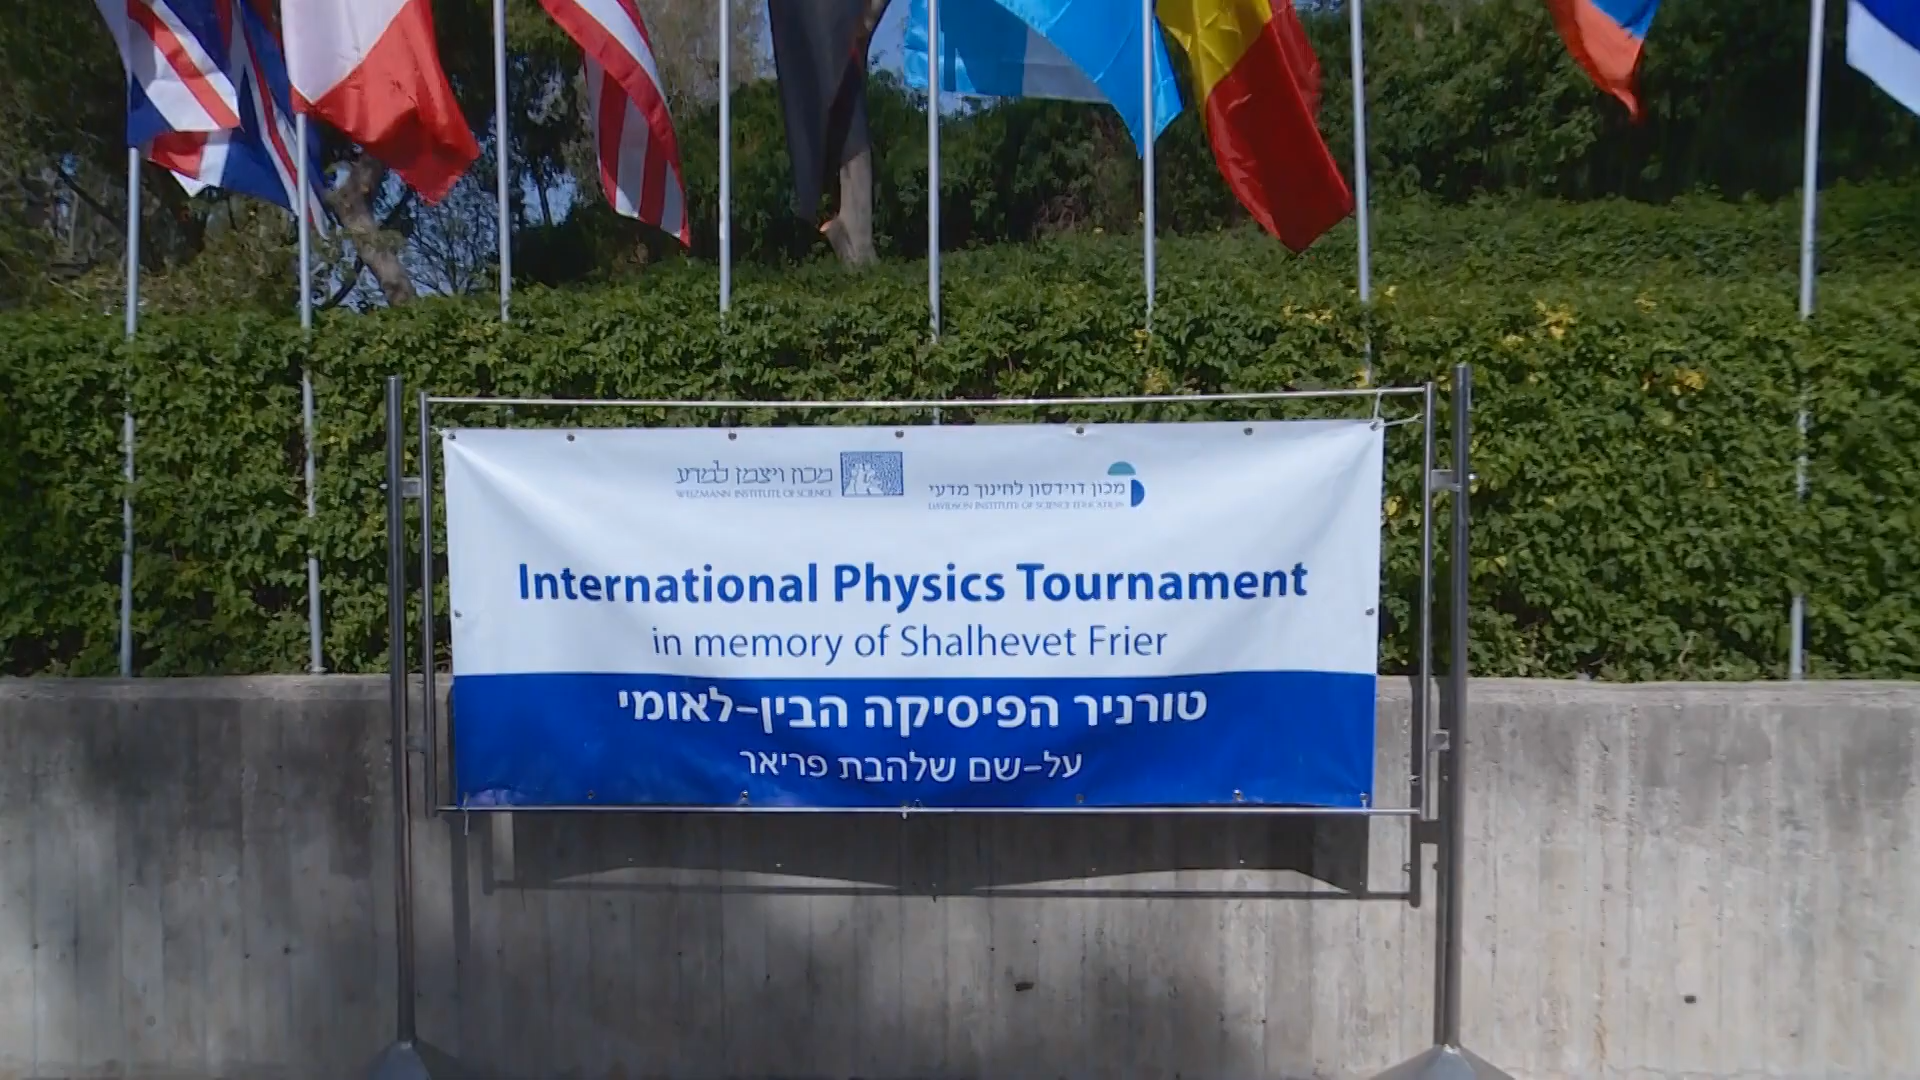 מכון ויצמן למדע
WEIZMANN INSTITUTE OF SCIENCE
מכון דוידסון לחינוך מדעי
DAVIDSON INSTITUTE OF SCIENCE EDUCATION
International Physics Tournament
in memory of Shalhevet Frier
טורניר הפיסיקה הבין-לאומי
על-שם שלהבת פריאר